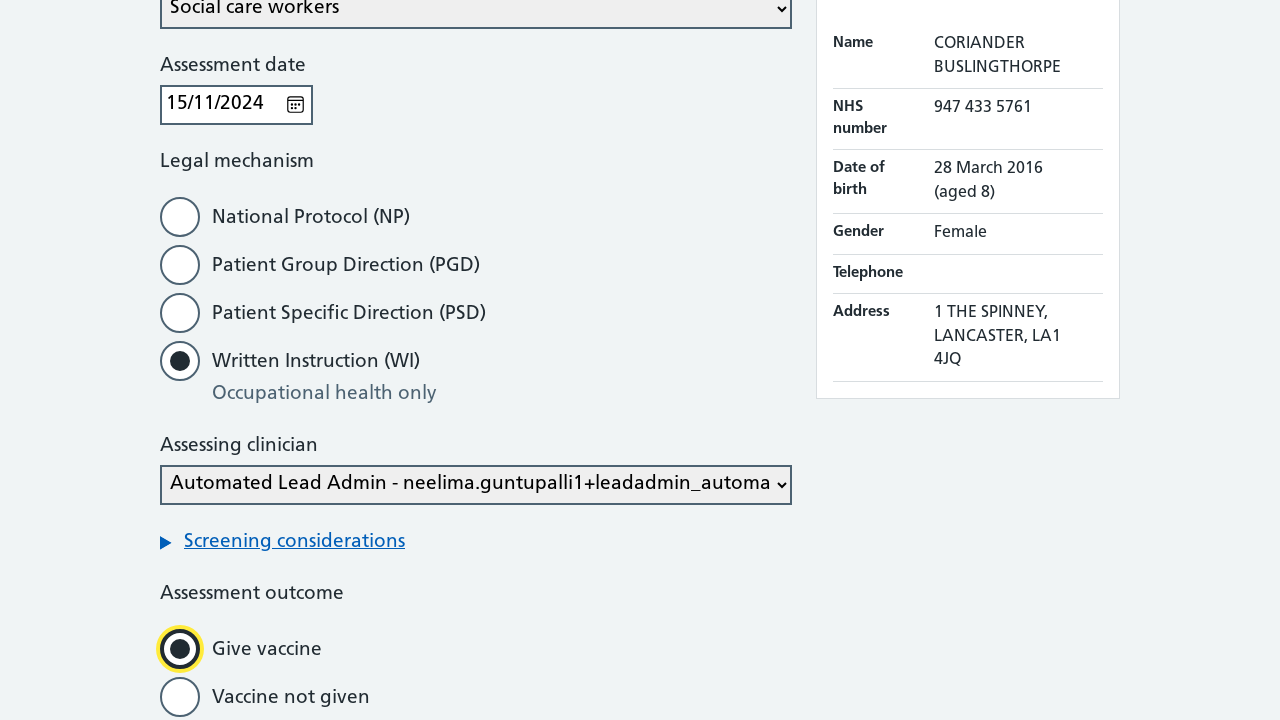 Social care workers
Assessment date
15/11/2024
Legal mechanism
National Protocol (NP)
Patient Group Direction (PGD)
Patient Specific Direction (PSD)
Written Instruction (WI)
Occupational health only
Assessing clinician
Automated Lead Admin - neelima.guntupalli1+leadadmin_automa
Screening considerations
Assessment outcome
Give vaccine
Vaccine not given
Name CORIANDER
BUSLINGTHORPE
NHS 947 433 5761
number
Date of 28 March 2016
birth (aged 8)
Gender Female
Telephone
Address 1 THE SPINNEY,
LANCASTER, LA1
4JQ